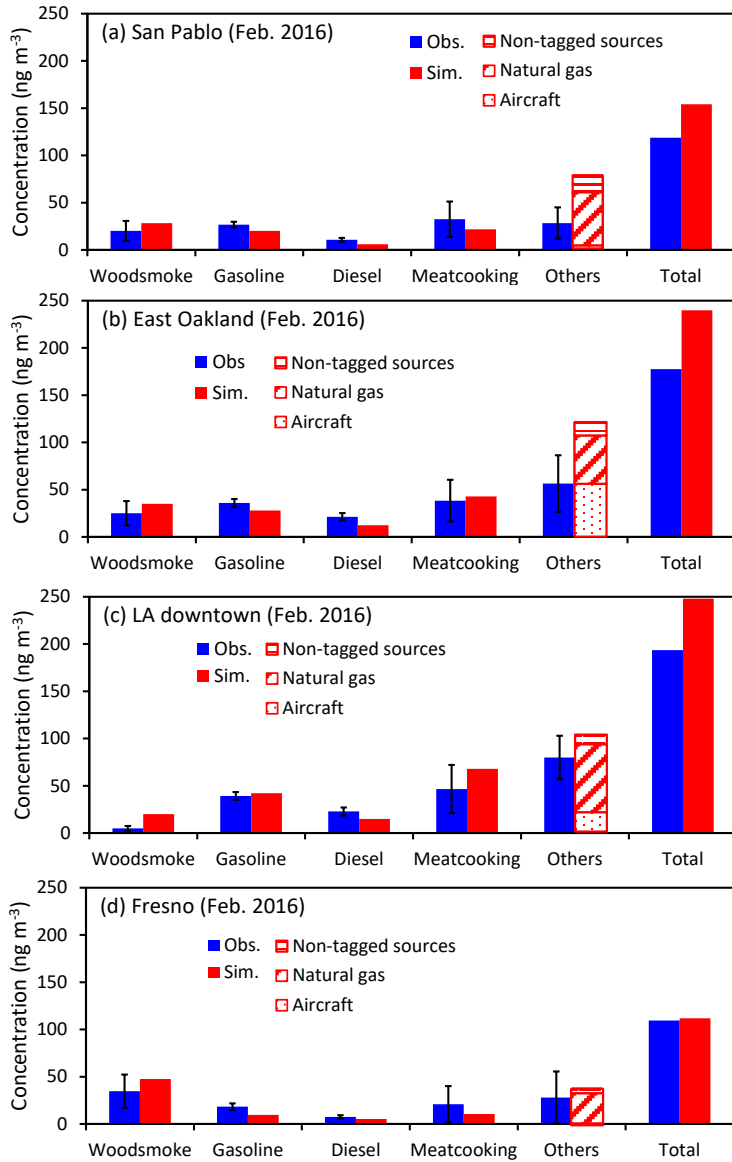 250
(a) San Pablo (Feb. 2016)
Obs.
Non-tagged sources
200
Sim.
Natural gas
150
Aircraft
100
50
0
Concentration (ng m-3)
Woodsmoke Gasoline Diesel Meatcooking Others Total
250
(b) East Oakland (Feb. 2016)
200
Obs
Non-tagged sources
Sim.
Natural gas
150
Aircraft
100
50
0
Concentration (ng m-3)
Woodsmoke Gasoline Diesel Meatcooking Others Total
250
(c) LA downtown (Feb. 2016)
Obs.
Non-tagged sources
200
Sim.
Natural gas
150
Aircraft
100
50
0
Concentration (ng m-3)
Woodsmoke Gasoline Diesel Meatcooking Others Total
250
(d) Fresno (Feb. 2016)
200
Obs.
Non-tagged sources
Sim.
Natural gas
150
Aircraft
100
50
0
Concentration (ng m-3)
Woodsmoke Gasoline Diesel Meatcooking Others Total